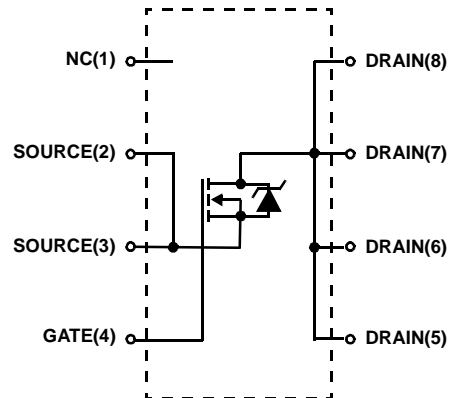 NC(1)
DRAIN(8)
SOURCE(2)
DRAIN(7)
SOURCE(3)
DRAIN(6)
GATE(4)
DRAIN(5)